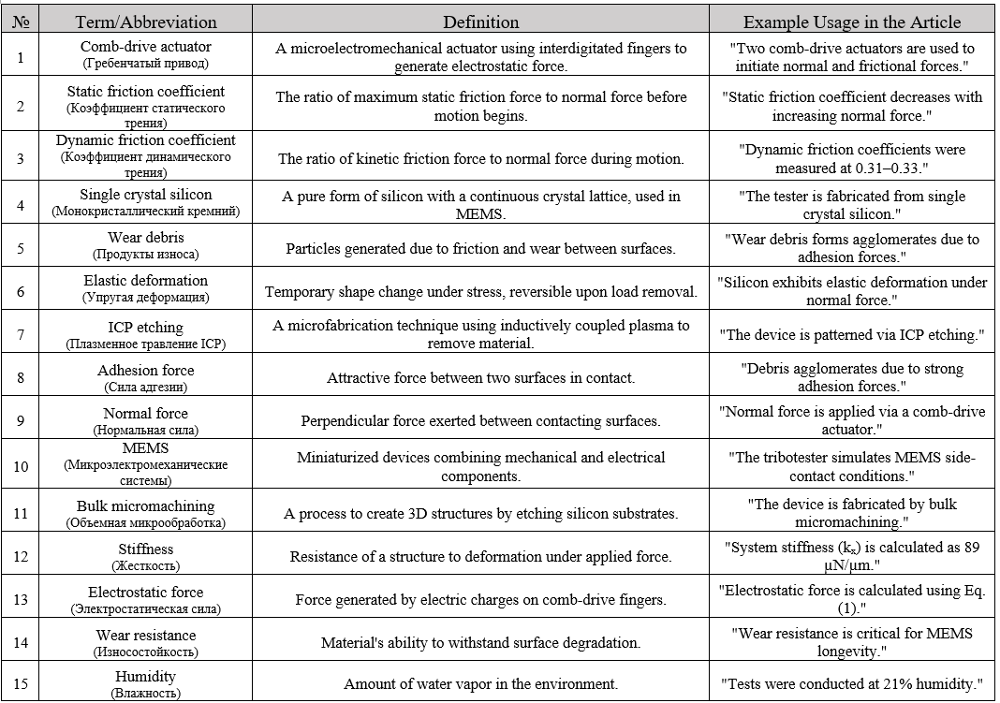 № Term/Abbreviation Definition Example Usage in the Article
1
Comb-drive actuator
(Гребенчатый привод)
A microelectromechanical actuator using interdigitated fingers to
generate electrostatic force.
"Two comb-drive actuators are used to
initiate normal and frictional forces."
2
Static friction coefficient
(Коэффициент статического
трения)
The ratio of maximum static friction force to normal force before
motion begins.
"Static friction coefficient decreases with
increasing normal force."
3
Dynamic friction coefficient
(Коэффициент динамического
трения)
The ratio of kinetic friction force to normal force during motion.
"Dynamic friction coefficients were
measured at 0.31–0.33."
4
Single crystal silicon
(Монокристаллический кремний)
A pure form of silicon with a continuous crystal lattice, used in
MEMS.
"The tester is fabricated from single
crystal silicon."
5
Wear debris
(Продукты износа)
Particles generated due to friction and wear between surfaces.
"Wear debris forms agglomerates due to
adhesion forces."
6
Elastic deformation
(Упругая деформация)
Temporary shape change under stress, reversible upon load removal.
"Silicon exhibits elastic deformation under
normal force."
7
ICP etching
(Плазменное травление ICP)
A microfabrication technique using inductively coupled plasma to
remove material.
"The device is patterned via ICP etching."
8
Adhesion force
(Сила адгезии)
Attractive force between two surfaces in contact.
"Debris agglomerates due to strong
adhesion forces."
9
Normal force
(Нормальная сила)
Perpendicular force exerted between contacting surfaces.
"Normal force is applied via a comb-drive
actuator."
10
MEMS
(Микроэлектромеханические
системы)
Miniaturized devices combining mechanical and electrical
components.
"The tribotester simulates MEMS side-
contact conditions."
11
Bulk micromachining
(Объемная микрообработка)
A process to create 3D structures by etching silicon substrates.
"The device is fabricated by bulk
micromachining."
12
Stiffness
(Жесткость)
Resistance of a structure to deformation under applied force.
"System stiffness (kₓ) is calculated as 89
μN/μm."
13
Electrostatic force
(Электростатическая сила)
Force generated by electric charges on comb-drive fingers.
"Electrostatic force is calculated using Eq.
(1)."
14
Wear resistance
(Износостойкость)
Material's ability to withstand surface degradation.
"Wear resistance is critical for MEMS
longevity."
15
Humidity
(Влажность)
Amount of water vapor in the environment.
"Tests were conducted at 21% humidity."